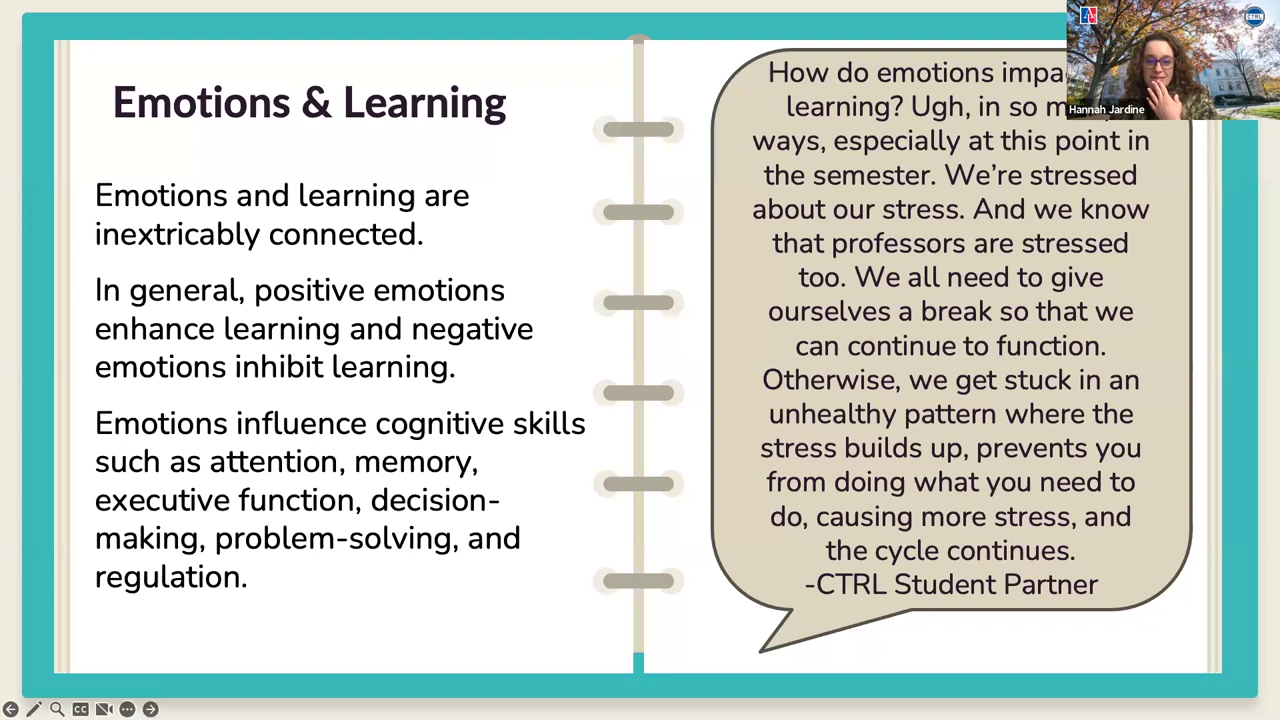 Emotions & Learning
Emotions and learning are
inextricably connected.
In general, positive emotions
enhance learning and negative
emotions inhibit learning.
Emotions influence cognitive skills
such as attention, memory,
executive function, decision-
making, problem-solving, and
regulation.
How do emotions impa
learning? Ugh, in so m
ways, especially at this point in
the semester. We’re stressed
about our stress. And we know
that professors are stressed
too. We all need to give
ourselves a break so that we
can continue to function.
Otherwise, we get stuck in an
unhealthy pattern where the
stress builds up, prevents you
from doing what you need to
do, causing more stress, and
the cycle continues.
-CTRL Student Partner
CTRL
Hannah Jardine
CC